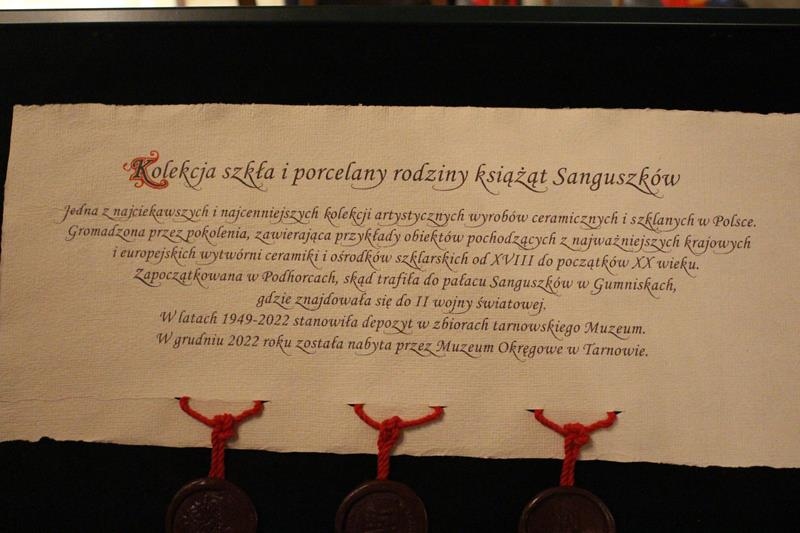 Kolekcja szkła i porcelany rodziny książąt Sanguszków
Jedna z najciekawszych i najcenniejszych kolekcji artystycznych wyrobów ceramicznych i szklanych w Polsce.
Gromadzona przez pokolenia, zawierająca przykłady obiektów pochodzących z najważniejszych krajowych
i europejskich wytwórni ceramiki i ośrodków szklarskich od XVIII do początków XX wieku.
Zapoczątkowana w Podhorcach, skąd trafiła do pałacu Sanguszków w Gumniskach,
gdzie znajdowała się do II wojny światowej.
W latach 1949-2022 stanowiła depozyt w zbiorach tarnowskiego Muzeum.
W grudniu 2022 roku została nabyta przez Muzeum Okręgowe w Tarnowie.